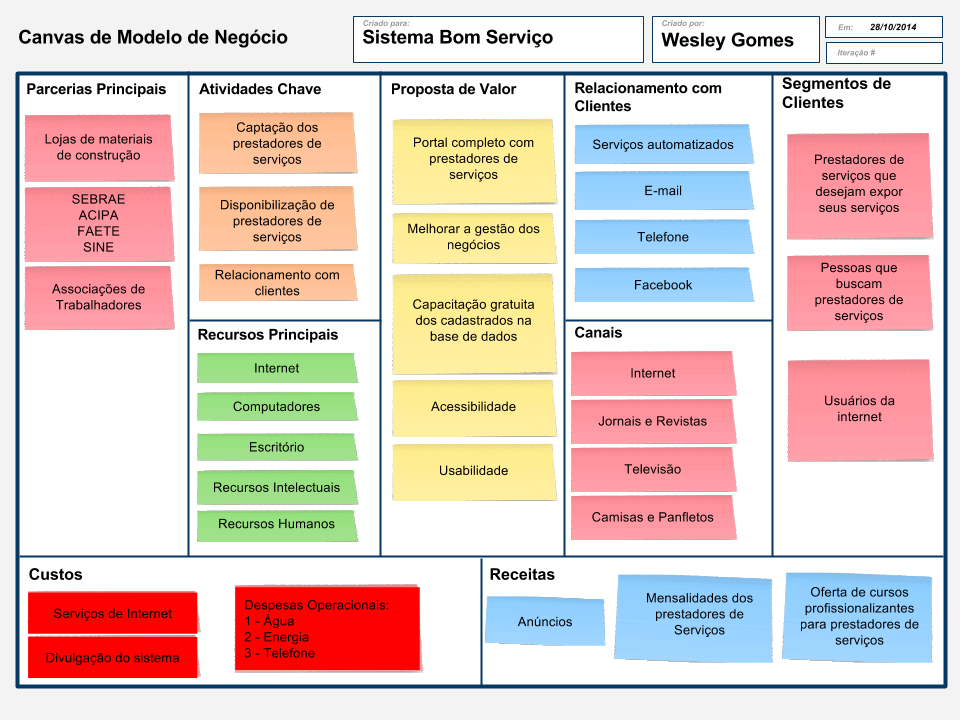 Canvas de Modelo de Negócio
Criado para:
Sistema Bom Serviço
Criado por:
Wesley Gomes
Em: 28/10/2014
Iteração #
Parcerias Principais
Lojas de materiais
de construção
SEBRAE
ACIPA
FAETE
SINE
Associações de
Trabalhadores
Atividades Chave
Captação dos
prestadores de
serviços
Disponibilização de
prestadores de
serviços
Relacionamento com
clientes
Recursos Principais
Internet
Computadores
Escritório
Recursos Intelectuais
Recursos Humanos
Proposta de Valor
Portal completo com
prestadores de
serviços
Melhorar a gestão dos
negócios
Capacitação gratuita
dos cadastrados na
base de dados
Acessibilidade
Usabilidade
Relacionamento com
Clientes
Serviços automatizados
E-mail
Telefone
Facebook
Canais
Internet
Jornais e Revistas
Televisão
Camisas e Panfletos
Segmentos de
Clientes
Prestadores de
serviços que
desejam expor
seus serviços
Pessoas que
buscam
prestadores de
serviços
Usuários da
internet
Custos
Serviços de Internet
Divulgação do sistema
Despesas Operacionais:
1 - Água
2 - Energia
3 - Telefone
Receitas
Anúncios
Mensalidades dos
prestadores de
Serviços
Oferta de cursos
profissionalizantes
para prestadores de
serviços